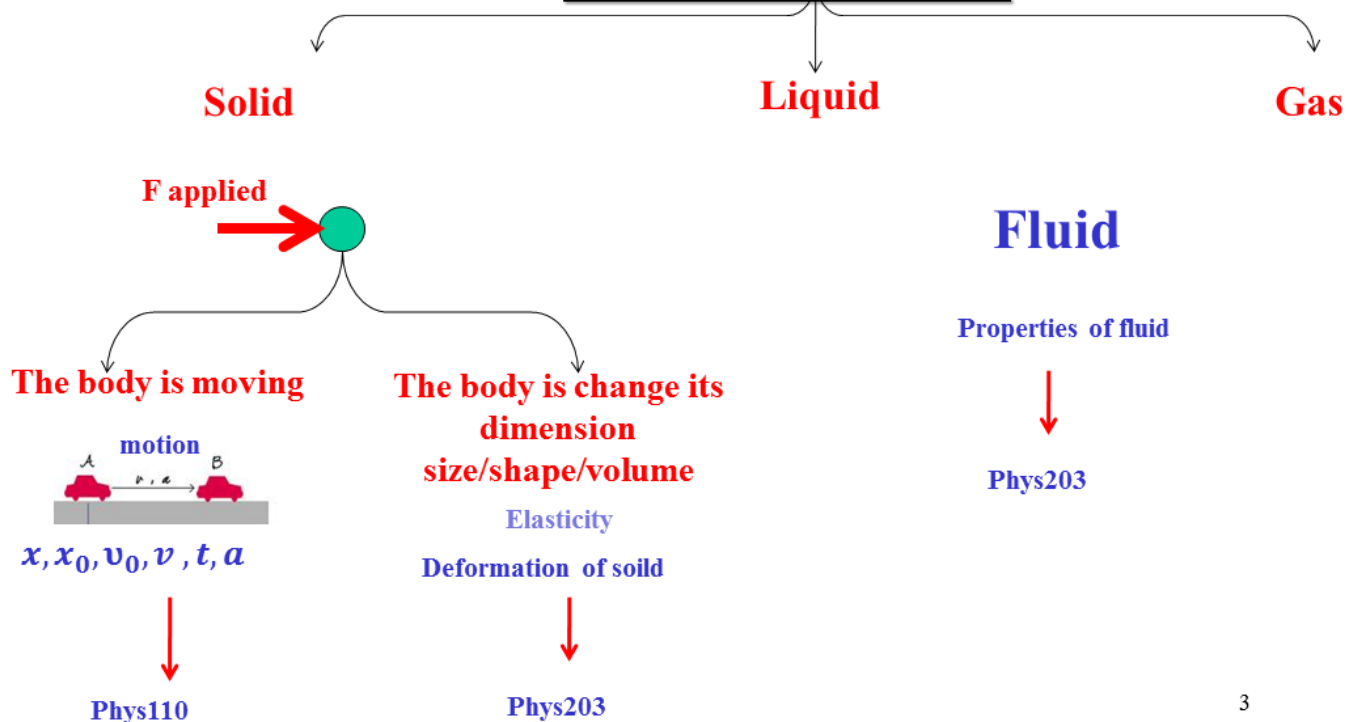 Solid
Liquid
Gas
F applied
Fluid
Properties of fluid
The body is moving
The body is change its
dimension
size/shape/volume
motion
A
B
v, a
Phys203
Elasticity
x, x₀, υ₀, v , t, a
Deformation of soild
Phys110
Phys203
3